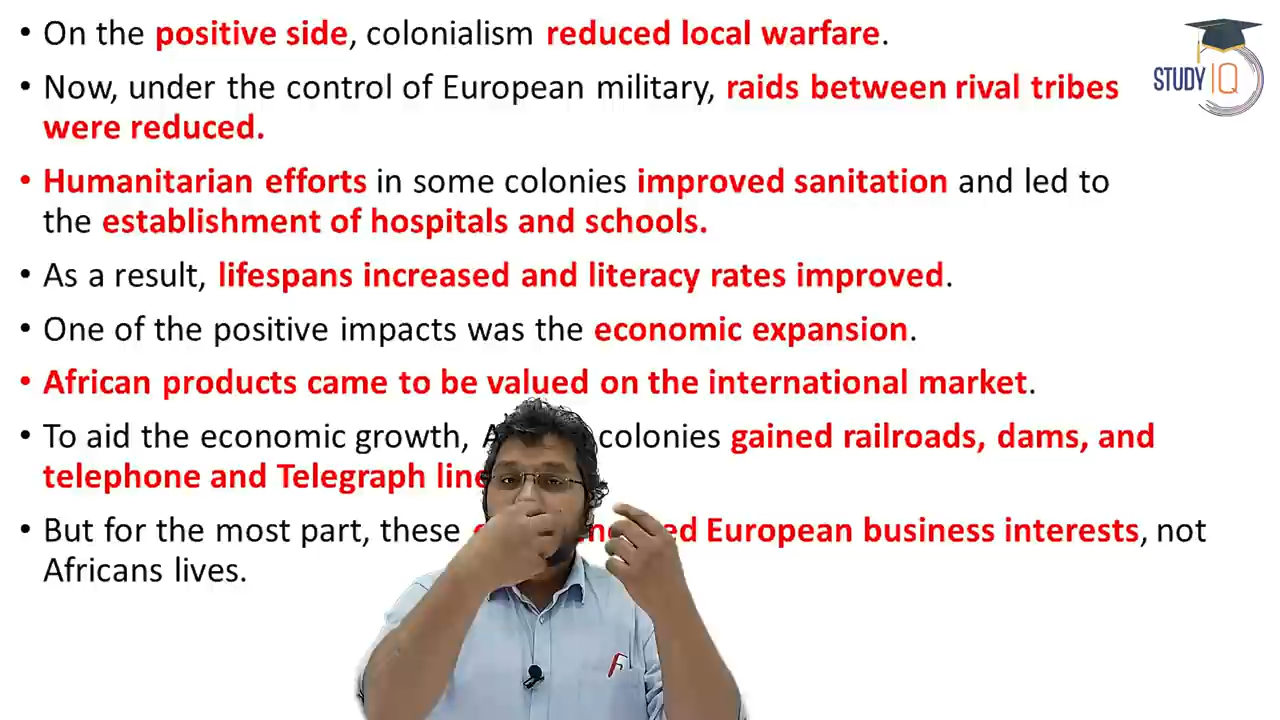 • On the positive side, colonialism reduced local warfare.
• Now, under the control of European military, raids between rival tribes
were reduced.
• Humanitarian efforts in some colonies improved sanitation and led to
the establishment of hospitals and schools.
• As a result, lifespans increased and literacy rates improved.
• One of the positive impacts was the economic expansion.
• African products came to be valued on the international market.
• To aid the economic growth, colonies gained railroads, dams, and
telephone and Telegraph
• But for the most part, these European business interests, not
Africans lives.
STUDY IQ